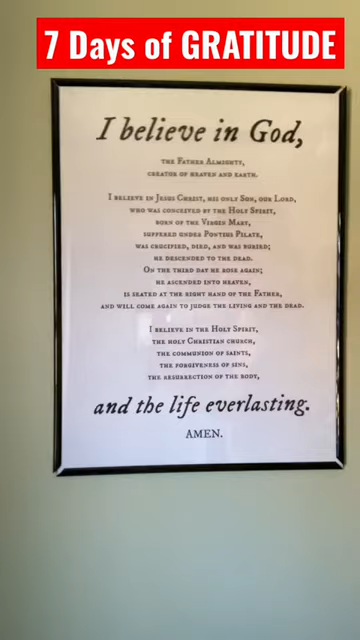 7 Days of GRATITUDE
I believe in God,
the Father Almighty,
creator of heaven and earth.
I believe in Jesus Christ, his only Son, our Lord,
who was conceived by the Holy Spirit,
born of the Virgin Mary,
suffered under Pontius Pilate,
was crucified, died, and was buried;
he descended to the dead.
On the third day he rose again;
he ascended into heaven,
is seated at the right hand of the Father,
and will come again to judge the living and the dead.
I believe in the Holy Spirit,
the holy Christian church,
the communion of saints,
the forgiveness of sins,
the resurrection of the body,
and the life everlasting.
AMEN.